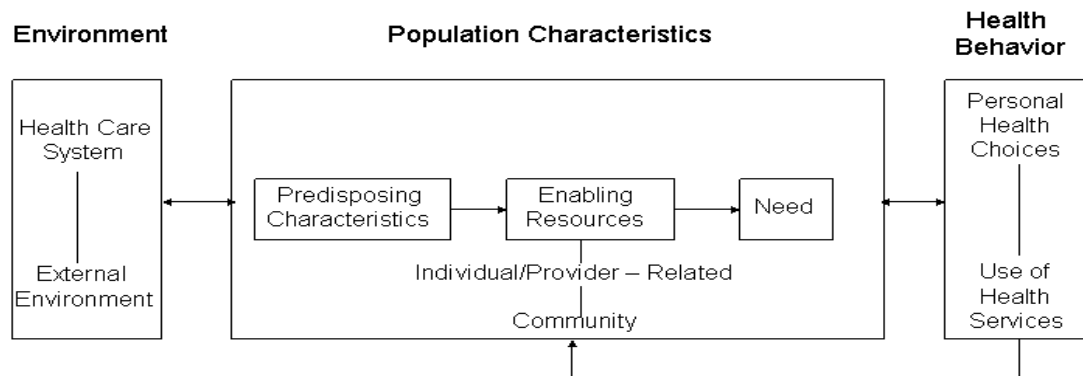 Environment
Population Characteristics
Health
Behavior
Health Care
System
External
Environment
Predisposing
Characteristics
Enabling
Resources
Need
Individual/Provider – Related
Community
Personal
Health
Choices
Use of
Health
Services